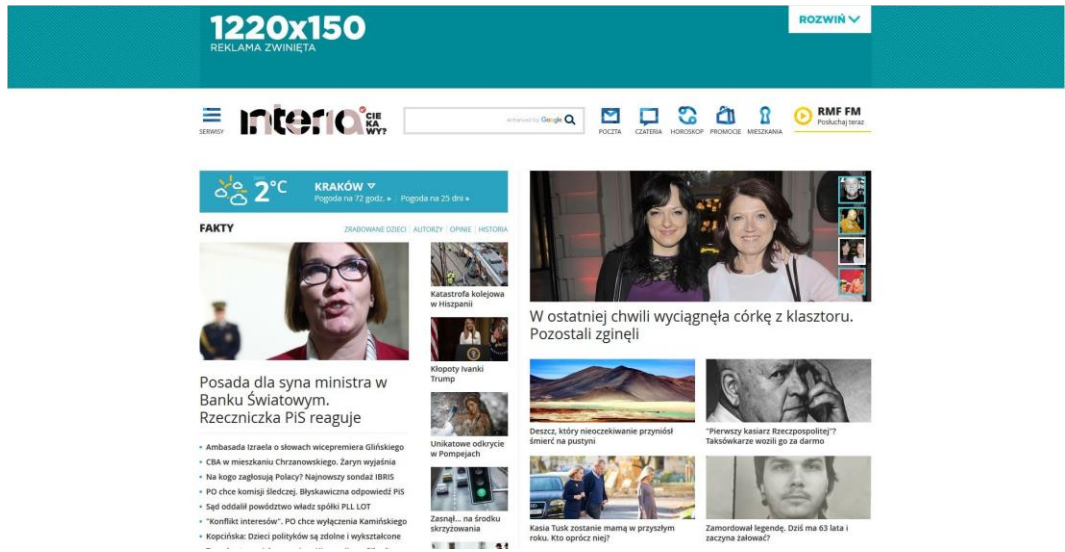 1220x150
REKLAMA ZWINIĘTA
ROZWIŃ
SERWISY
interia
CIE
KA
WY?
enhanced by Google
POCZTA
CZATERIA
HOROSKOP
PROMOCJE
MIESZKANIA
RMF FM
Posłuchaj teraz
2°C
KRAKÓW
Pogoda na 72 godz. » | Pogoda na 25 dni »
FAKTY
ZRABOWANE DZIECI | AUTORZY | OPINIE | HISTORIA
Posada dla syna ministra w
Banku Światowym.
Rzeczniczka PiS reaguje
• Ambasada Izraela o słowach wicepremiera Glińskiego
• CBA w mieszkaniu Chrzanowskiego. Żaryn wyjaśnia
• Na kogo zagłosują Polacy? Najnowszy sondaż IBRIS
• PO chce komisji śledczej. Błyskawiczna odpowiedź PiS
• Sąd oddalił powództwo władz spółki PLL LOT
• "Konflikt interesów". PO chce wyłączenia Kamińskiego
• Kopcińska: Dzieci polityków są zdolne i wykształcone
Katastrofa kolejowa
w Hiszpanii
Kłopoty Ivanki
Trump
Unikatowe odkrycie
w Pompejach
Zasnął... na środku
skrzyżowania
W ostatniej chwili wyciągnęła córkę z klasztoru.
Pozostali zginęli
Deszcz, który nieoczekiwanie przyniósł
śmierć na pustyni
"Pierwszy kasiarz Rzeczpospolitej"?
Taksówkarze wozili go za darmo
Kasia Tusk zostanie mamą w przyszłym
roku. Kto oprócz niej?
Zamordował legendę. Dziś ma 63 lata i
zaczyna żałować?